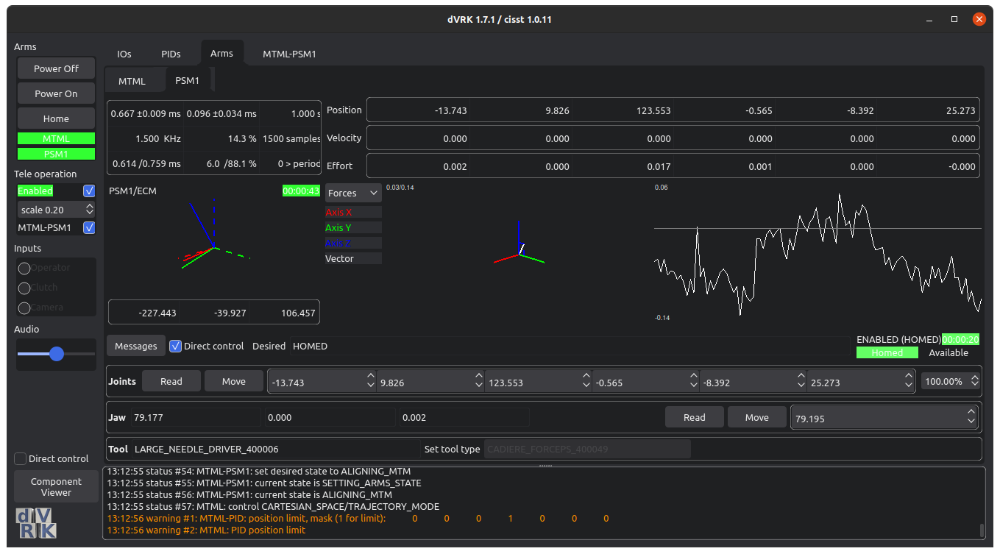 dVRK 1.7.1 / cisst 1.0.11
Arms
Power Off
Power On
Home
MTML
PSM1
Tele operation
Enabled
scale 0.20
MTML-PSM1
Inputs
Operator
Clutch
Camera
Audio
Direct control
Component
Viewer
dVRK
IOs PIDs Arms MTML-PSM1
MTML PSM1
0.667 ±0.009 ms 0.096 ±0.034 ms 1.000 s
1.500 KHz 14.3 % 1500 samples
0.614 /0.759 ms 6.0 /88.1 % 0 > period
Position -13.743 9.826 123.553 -0.565 -8.392 25.273
Velocity 0.000 0.000 0.000 0.000 0.000 0.000
Effort 0.002 0.000 0.017 0.001 0.000 -0.000
PSM1/ECM 00:00:43
-227.443 -39.927 106.457
Forces
Axis X
Axis Y
Axis Z
Vector
0.03/0.14
0.06
-0.14
Messages Direct control Desired HOMED
ENABLED (HOMED) 00:00:20
Homed Available
Joints Read Move -13.743 9.826 123.553 -0.565 -8.392 25.273 100.00%
Jaw 79.177 0.000 0.002 Read Move 79.195
Tool LARGE_NEEDLE_DRIVER_400006 Set tool type CADIERE_FORCEPS_400049
13:12:55 status #54: MTML-PSM1: set desired state to ALIGNING_MTM
13:12:55 status #55: MTML-PSM1: current state is SETTING_ARMS_STATE
13:12:55 status #56: MTML-PSM1: current state is ALIGNING_MTM
13:12:55 status #57: MTML: control CARTESIAN_SPACE/TRAJECTORY_MODE
13:12:56 warning #1: MTML-PID: position limit, mask (1 for limit): 0 0 0 1 0 0 0
13:12:56 warning #2: MTML: PID position limit